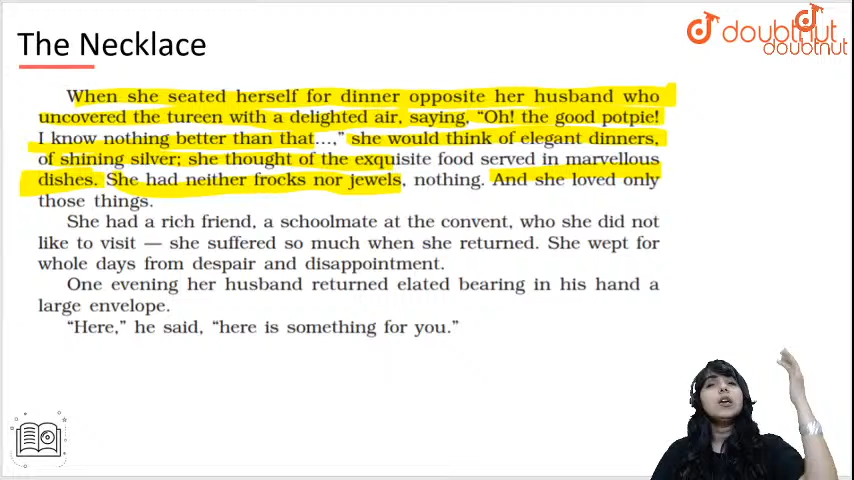 The Necklace
doubtnut
doubtnut
When she seated herself for dinner opposite her husband who
uncovered the tureen with a delighted air, saying, “Oh! the good potpie!
I know nothing better than that...,” she would think of elegant dinners,
of shining silver; she thought of the exquisite food served in marvellous
dishes. She had neither frocks nor jewels, nothing. And she loved only
those things.
She had a rich friend, a schoolmate at the convent, who she did not
like to visit — she suffered so much when she returned. She wept for
whole days from despair and disappointment.
One evening her husband returned elated bearing in his hand a
large envelope.
“Here,” he said, “here is something for you.”